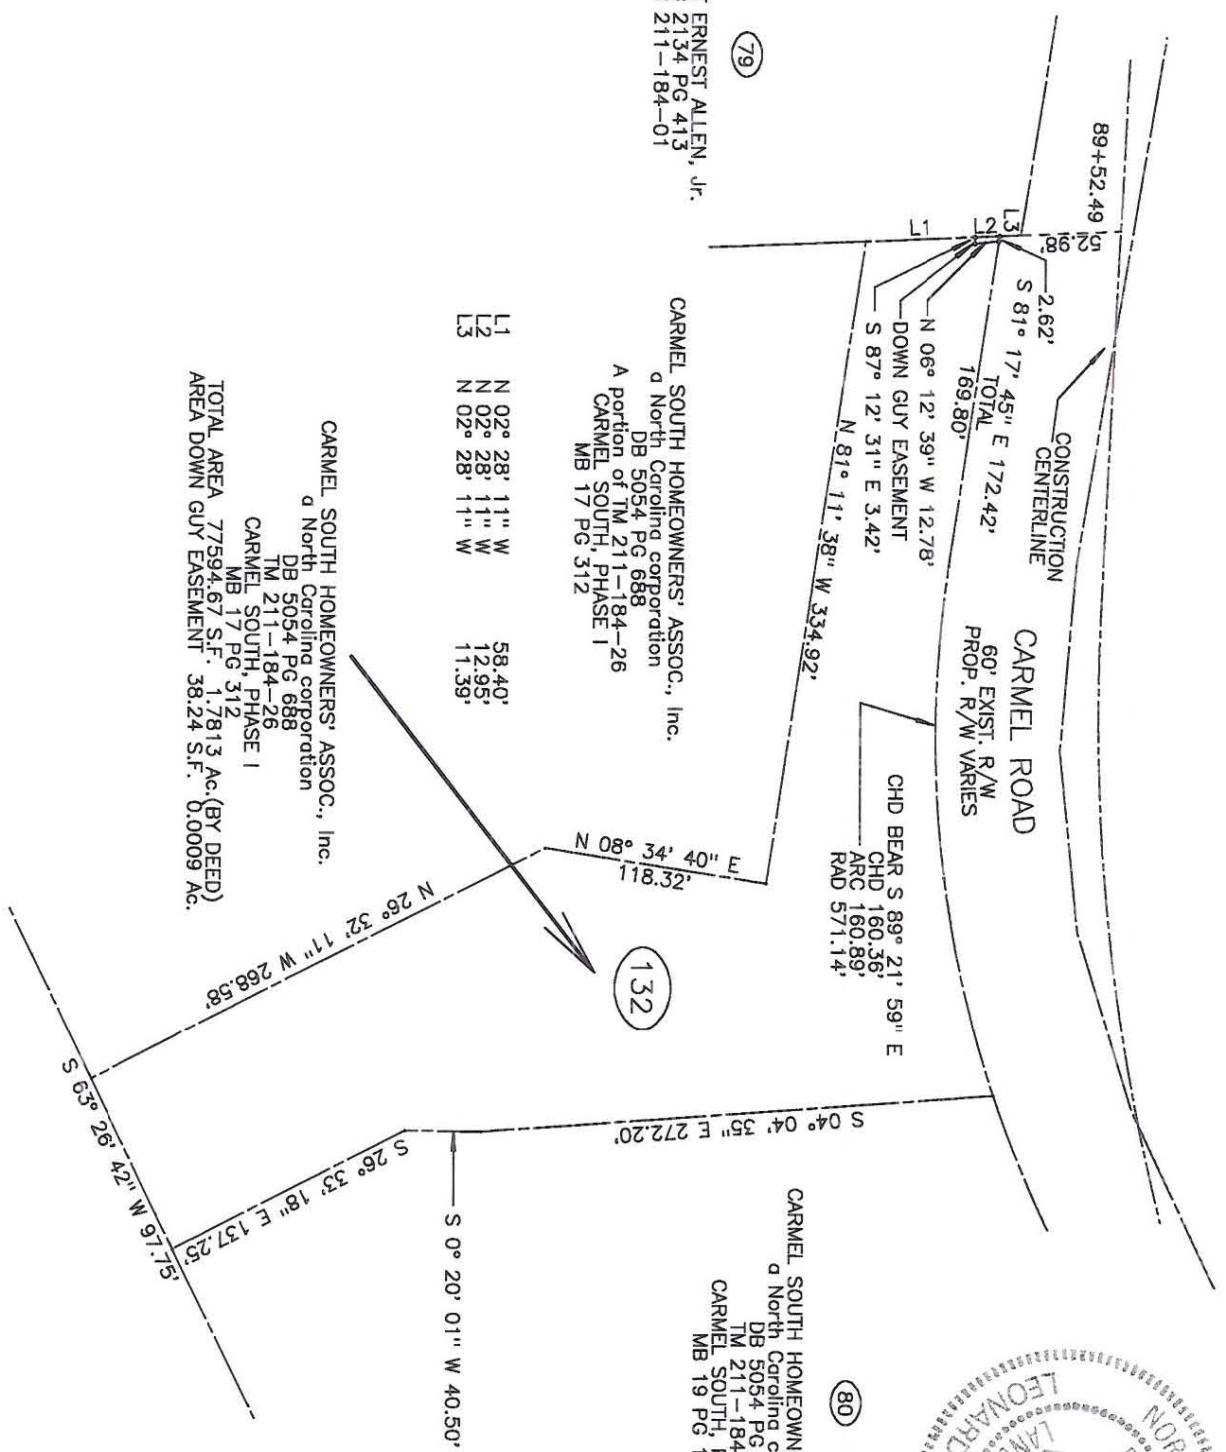 ERNEST ALLEN, Jr.
2134 PG 413
211-184-01
79
89+52.49
52.98'
L1
L2
L3
2.62'
S 81° 17' 45" E 172.42'
TOTAL
169.80'
N 06° 12' 39" W 12.78'
DOWN GUY EASEMENT
S 87° 12' 31" E 3.42'
CONSTRUCTION
CENTERLINE
CARMEL ROAD
60' EXIST. R/W
PROP. R/W VARIES
N 81° 11' 38" W 334.92'
CHD BEAR S 89° 21' 59" E
CHD 160.36'
ARC 160.89'
RAD 571.14'
CARMEL SOUTH HOMEOWNERS' ASSOC., Inc.
a North Carolina corporation
DB 5054 PG 688
A portion of TM 211-184-26
CARMEL SOUTH, PHASE I
MB 17 PG 312
L1 N 02° 28' 11" W 58.40'
L2 N 02° 28' 11" W 12.95'
L3 N 02° 28' 11" W 11.39'
CARMEL SOUTH HOMEOWNERS' ASSOC., Inc.
a North Carolina corporation
DB 5054 PG 688
TM 211-184-26
CARMEL SOUTH, PHASE I
MB 17 PG 312
TOTAL AREA 77594.67 S.F. 1.7813 Ac.(BY DEED)
AREA DOWN GUY EASEMENT 38.24 S.F. 0.0009 Ac.
N 08° 34' 40" E
118.32'
N 26° 32' 11" W 268.58'
132
S 63° 26' 42" W 97.75'
S 26° 33' 18" E 137.25'
S 04° 04' 35" E 272.20'
S 0° 20' 01" W 40.50'
80
CARMEL SOUTH HOMEOWN
a North Carolina c
DB 5054 PG
TM 211-184
CARMEL SOUTH,
MB 19 PG
NOR
LEONARD
LAN